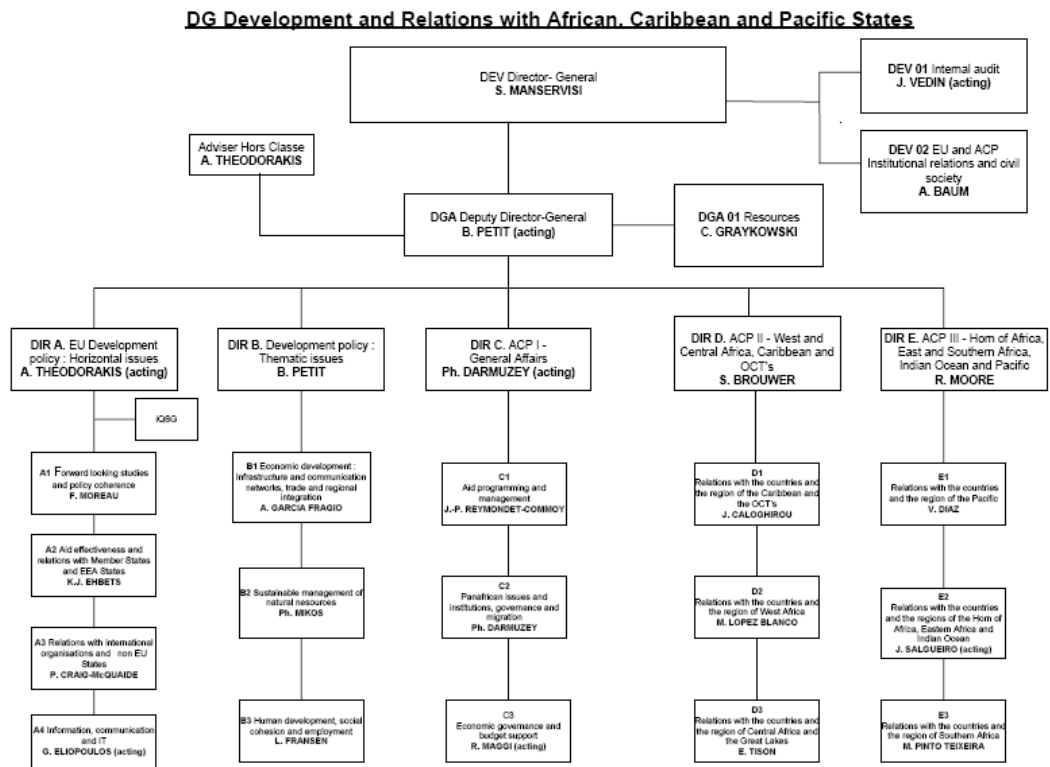 DG Development and Relations with African, Caribbean and Pacific States
DEV Director- General
S. MANSERVISI
DEV 01 Internal audit
J. VEDIN (acting)
Adviser Hors Classe
A. THEODORAKIS
DEV 02 EU and ACP
Institutional relations and civil
society
A. BAUM
DGA Deputy Director-General
B. PETIT (acting)
DGA 01 Resources
C. GRAYKOWSKI
DIR A. EU Development
policy : Horizontal issues
A. THEODORAKIS (acting)
DIR B. Development policy :
Thematic issues
B. PETIT
DIR C. ACP I -
General Affairs
Ph. DARMUZEY (acting)
DIR D. ACP II - West and
Central Africa, Caribbean and
OCT's
S. BROUWER
DIR E. ACP III - Horn of Africa,
East and Southern Africa,
Indian Ocean and Pacific
R. MOORE
iQSG
A1 Forward looking studies
and policy coherence
F. MOREAU
B1 Economic development :
Infrastructure and communication
networks, trade and regional
integration
A. GARCIA FRAGIO
C1
Aid programming and
management
J.-P. REYMONDET-COMMOY
D1
Relations with the countries and
the region of the Caribbean and
the OCT's
J. CALOGHIROU
E1
Relations with the countries
and the region of the Pacific
V. DIAZ
A2 Aid effectiveness and
relations with Member States
and EEA States
K.J. EHBETS
B2 Sustainable management of
natural resources
Ph. MIKOS
C2
Panafrican issues and
institutions, governance and
migration
Ph. DARMUZEY
D2
Relations with the countries and
the region of West Africa
M. LOPEZ BLANCO
E2
Relations with the countries
and the regions of the Horn of
Africa, Eastern Africa and
Indian Ocean
J. SALGUEIRO (acting)
A3 Relations with international
organisations and non EU
States
P. CRAIG-McQUAIDE
A4 Information, communication
and IT
G. ELIOPOULOS (acting)
B3 Human development, social
cohesion and employment
L. FRANSEN
C3
Economic governance and
budget support
R. MAGGI (acting)
D3
Relations with the countries and
the region of Central Africa and
the Great Lakes
E. TISON
E3
Relations with the countries and
the region of Southern Africa
M. PINTO TEIXEIRA